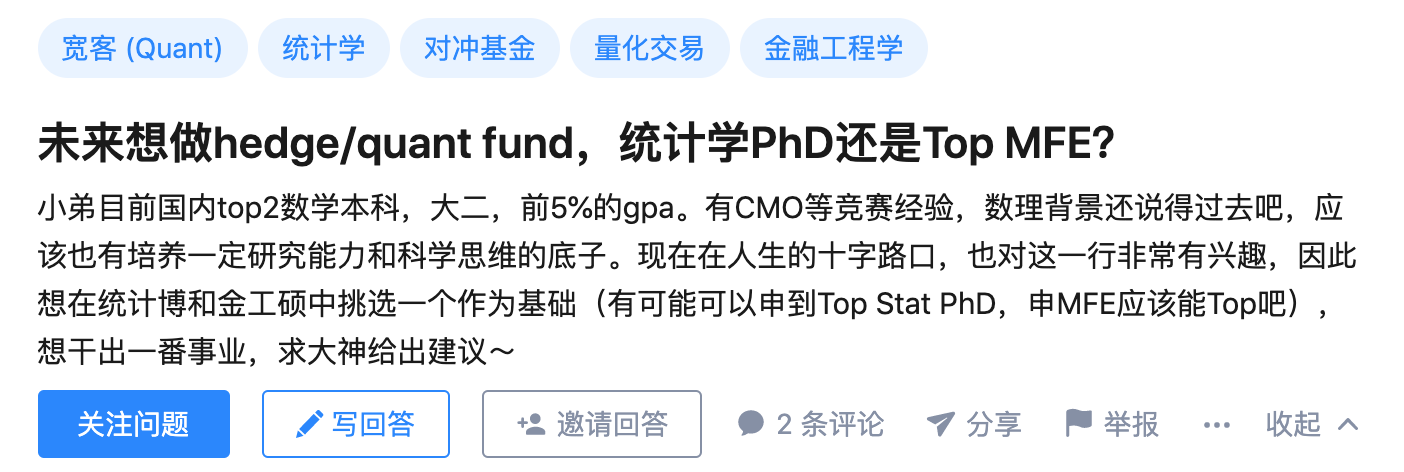 宽客 (Quant) 统计学 对冲基金 量化交易 金融工程学
未来想做hedge/quant fund，统计学PhD还是Top MFE？
小弟目前国内top2数学本科，大二，前5%的gpa。有CMO等竞赛经验，数理背景还说得过去吧，应
该也有培养一定研究能力和科学思维的底子。现在在人生的十字路口，也对这一行非常有兴趣，因此
想在统计博和金工硕中挑选一个作为基础（有可能可以申到Top Stat PhD，申MFE应该能Top吧），
想干出一番事业，求大神给出建议～
关注问题 写回答 邀请回答 2 条评论 分享 举报 ··· 收起